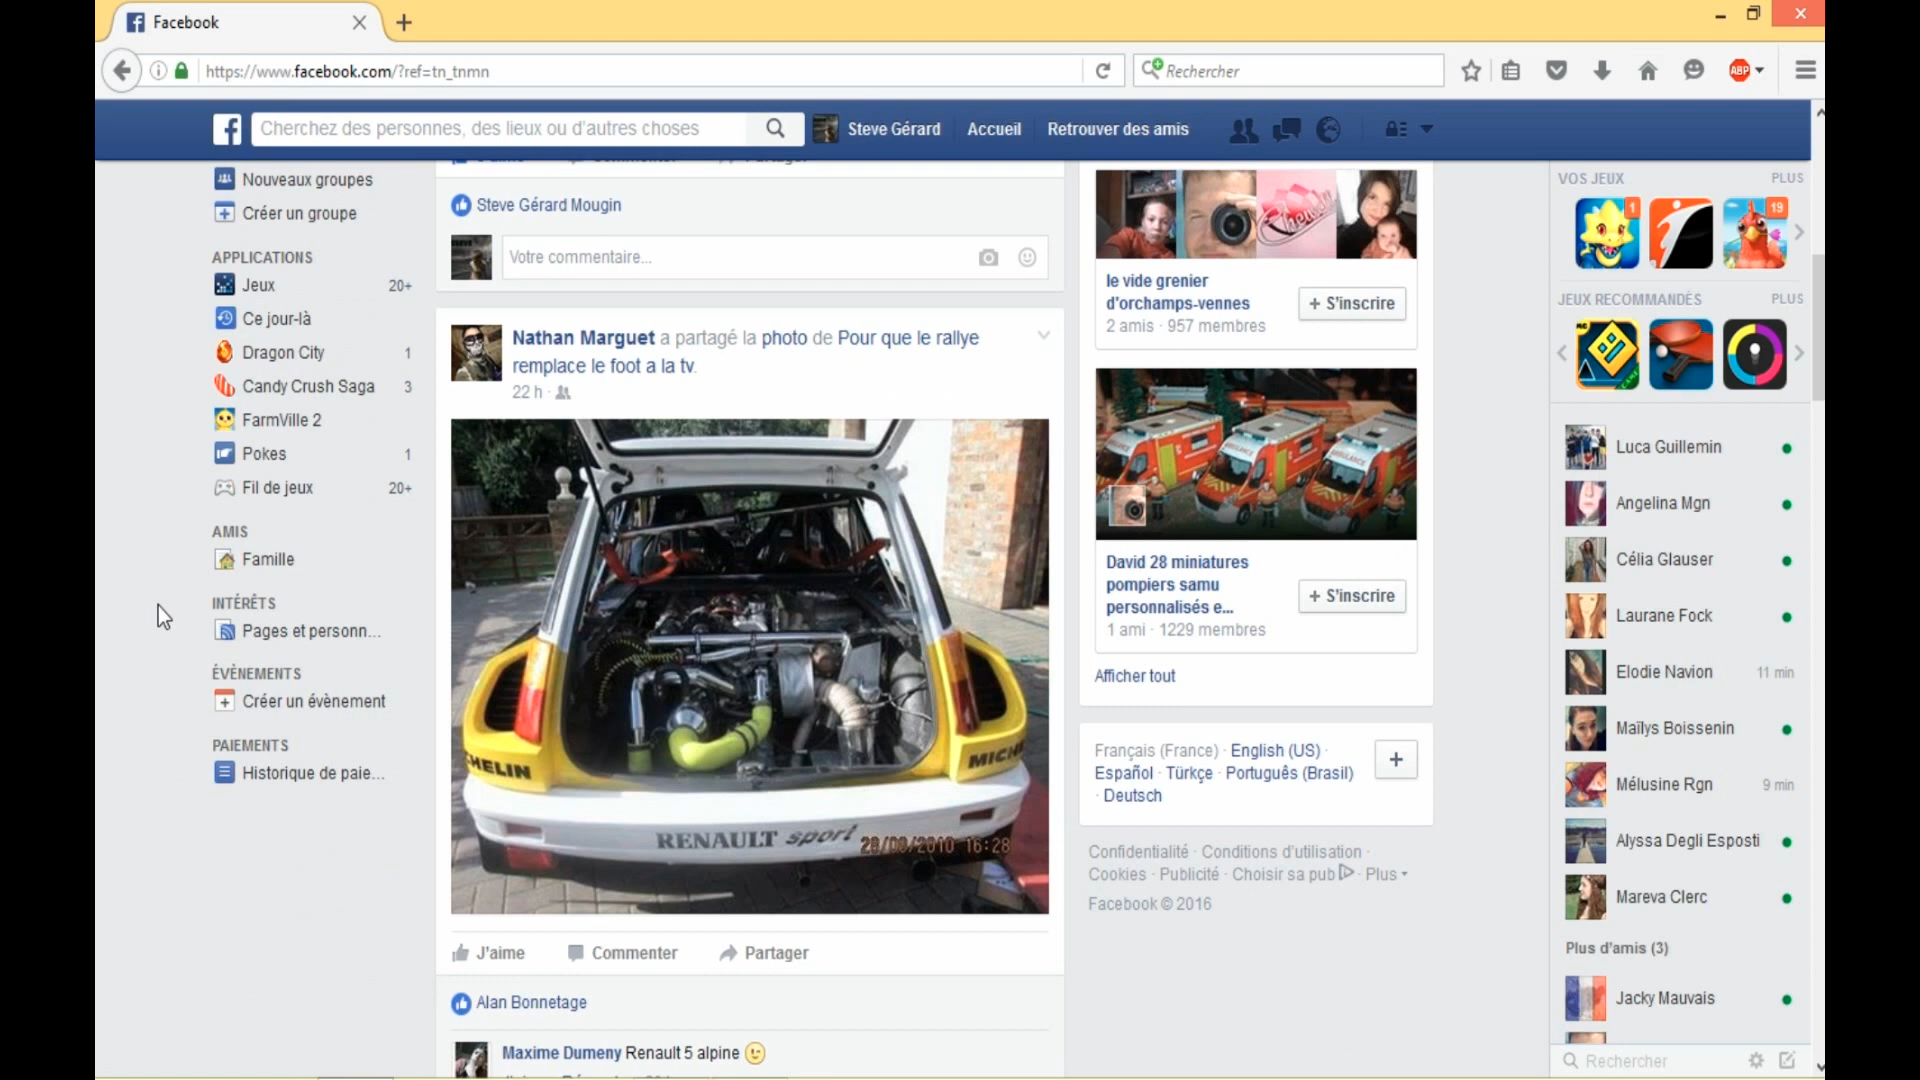 Facebook
https://www.facebook.com/?ref=tn_tnmn
Rechercher
ABP
Cherchez des personnes, des lieux ou d'autres choses
Steve Gérard
Accueil
Retrouver des amis
Nouveaux groupes
Créer un groupe
APPLICATIONS
Jeux 20+
Ce jour-là
Dragon City 1
Candy Crush Saga 3
FarmVille 2
Pokes 1
Fil de jeux 20+
AMIS
Famille
INTÉRÊTS
Pages et personn...
ÉVÈNEMENTS
Créer un évènement
PAIEMENTS
Historique de paie...
Steve Gérard Mougin
Votre commentaire...
Nathan Marguet a partagé la photo de Pour que le rallye
remplace le foot a la tv.
22 h ·
HELIN
MICHE
RENAULT sport
16:28
J'aime
Commenter
Partager
Alan Bonnetage
Maxime Dumeny Renault 5 alpine
le vide grenier
d'orchamps-vennes
2 amis · 957 membres
+ S'inscrire
AMBULANCE
David 28 miniatures
pompiers samu
personnalisés e...
1 ami · 1229 membres
+ S'inscrire
Afficher tout
Français (France) · English (US) ·
Español · Türkçe · Português (Brasil)
· Deutsch
Confidentialité · Conditions d'utilisation ·
Cookies · Publicité · Choisir sa pub · Plus
Facebook © 2016
VOS JEUX PLUS
1
19
JEUX RECOMMANDÉS PLUS
Luca Guillemin
Angelina Mgn
Célia Glauser
Laurane Fock
Elodie Navion 11 min
Maïlys Boissenin
Mélusine Rgn 9 min
Alyssa Degli Esposti
Mareva Clerc
Plus d'amis (3)
Jacky Mauvais
Rechercher